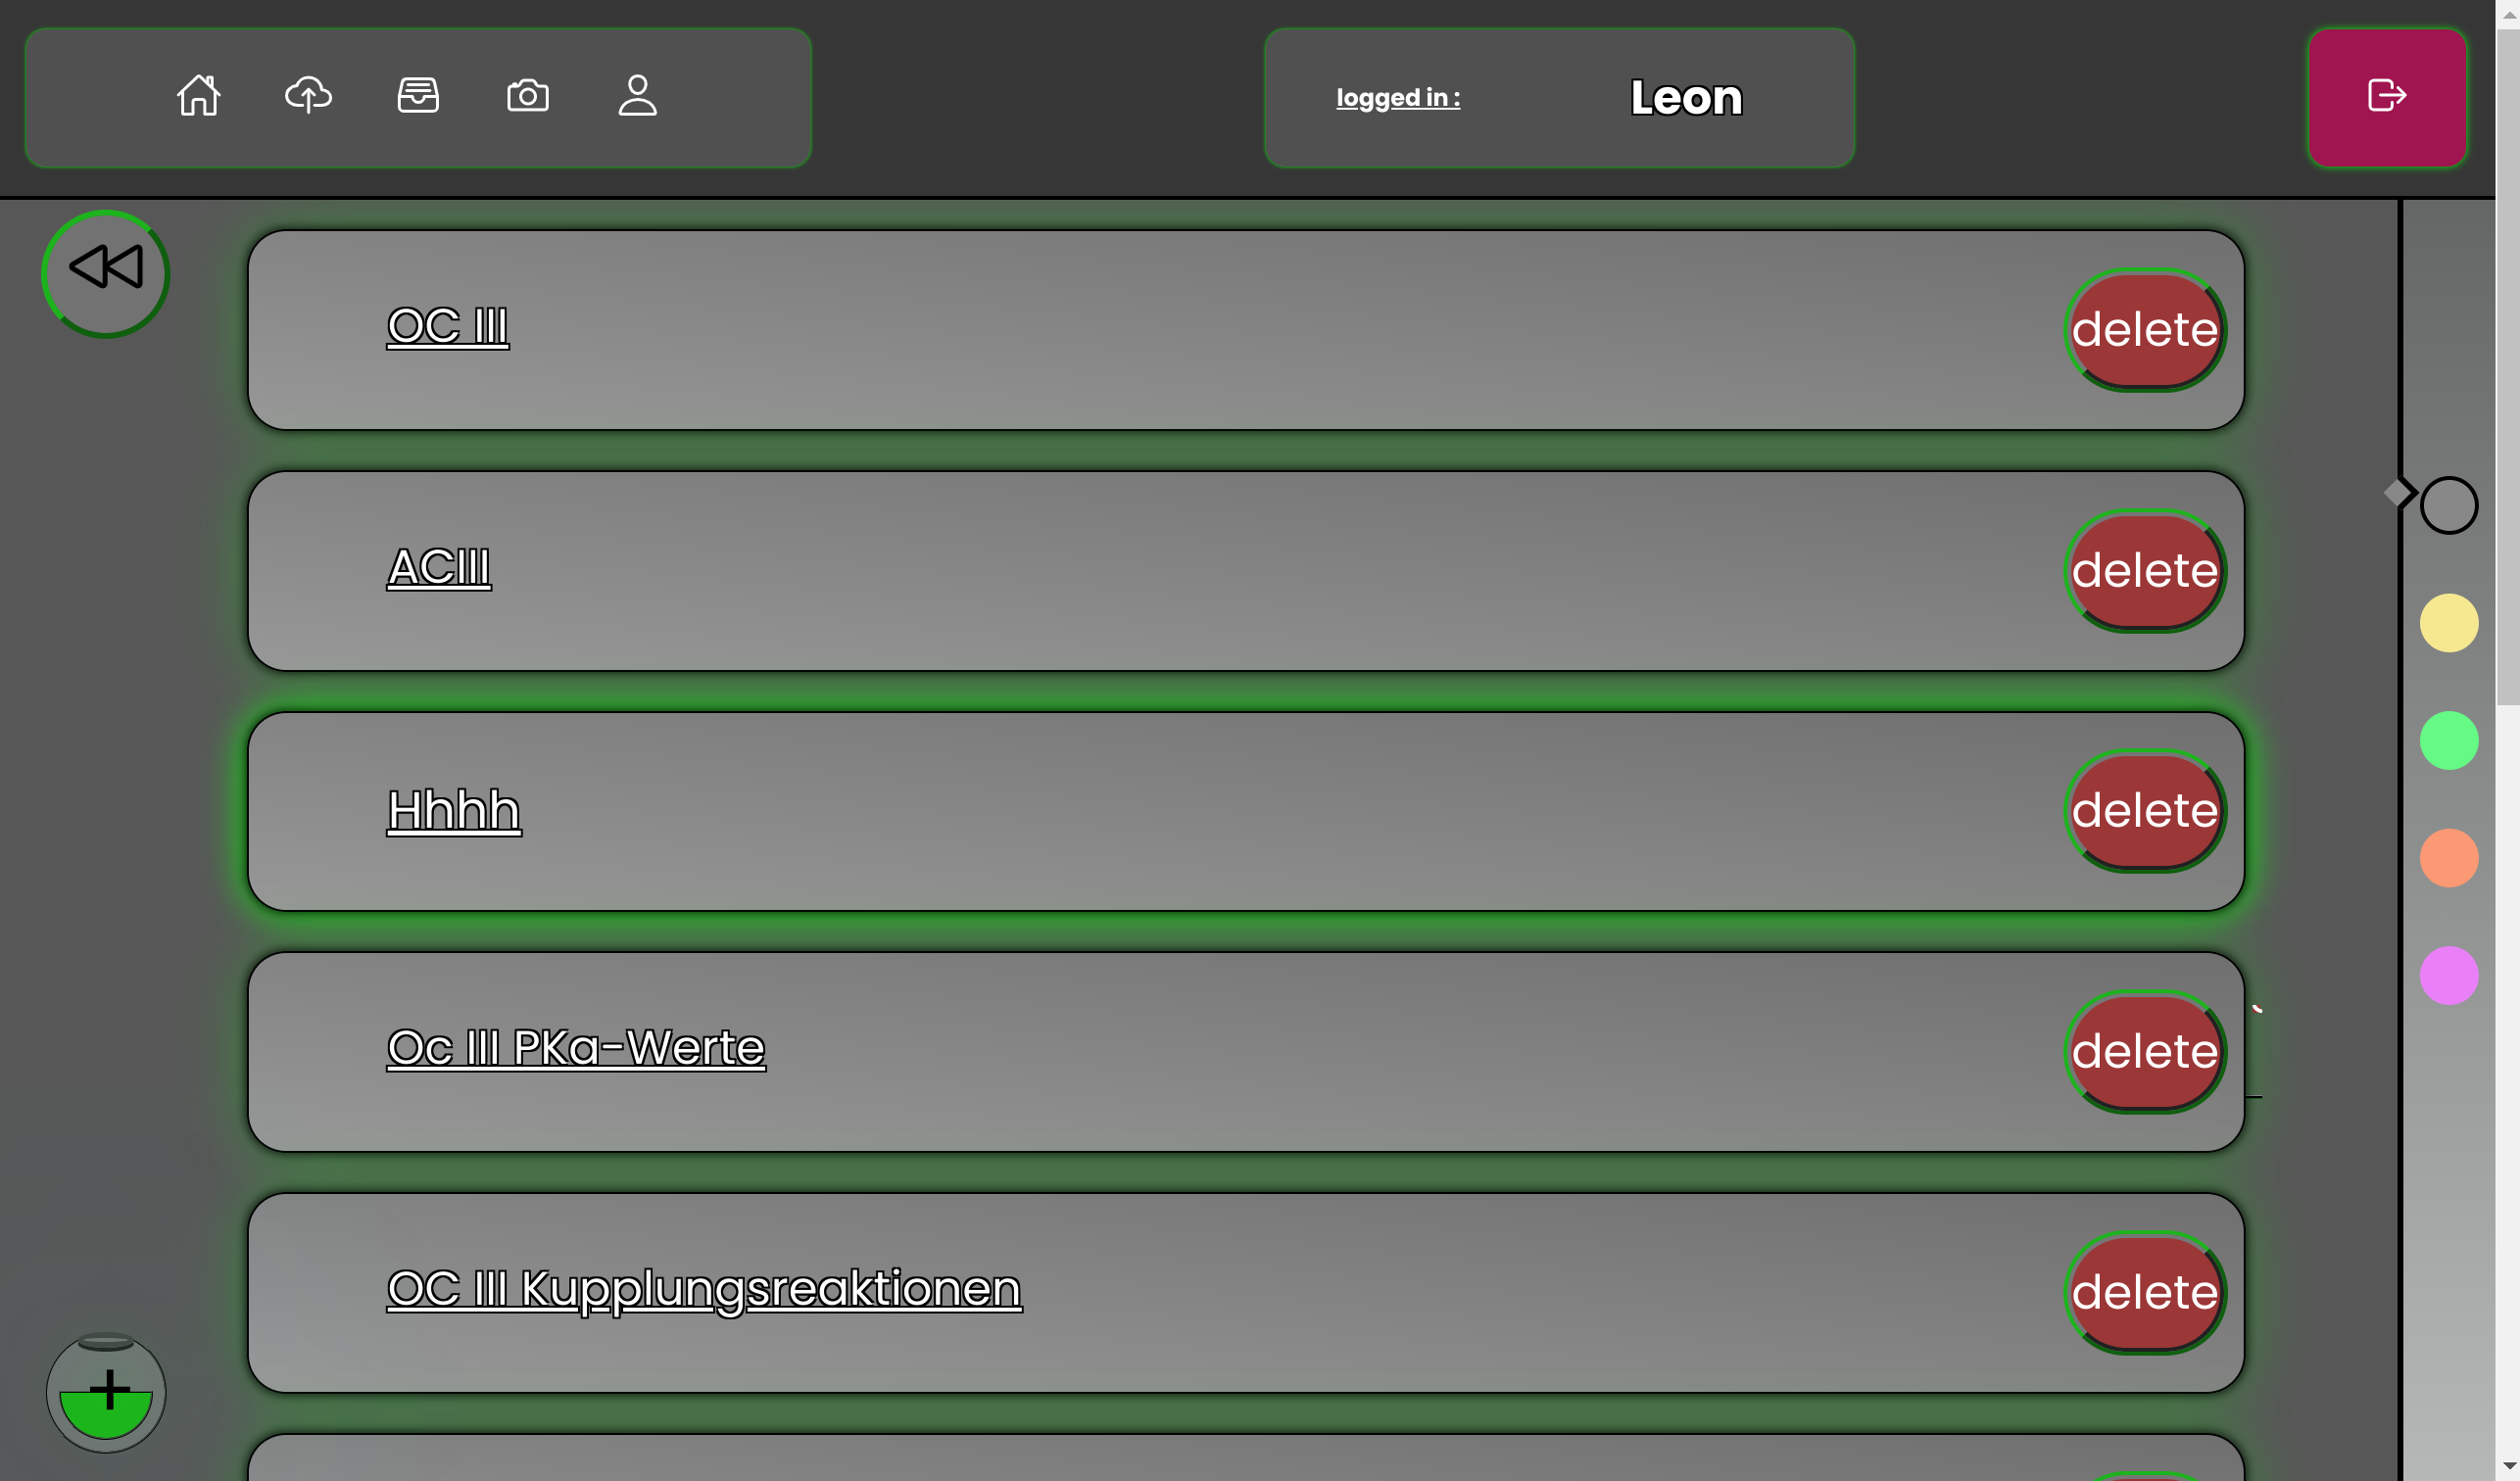 logged in : Leon
OC III
delete
ACIII
delete
Hhhh
delete
Oc III PKa-Werte
delete
OC III Kupplungsreaktionen
delete